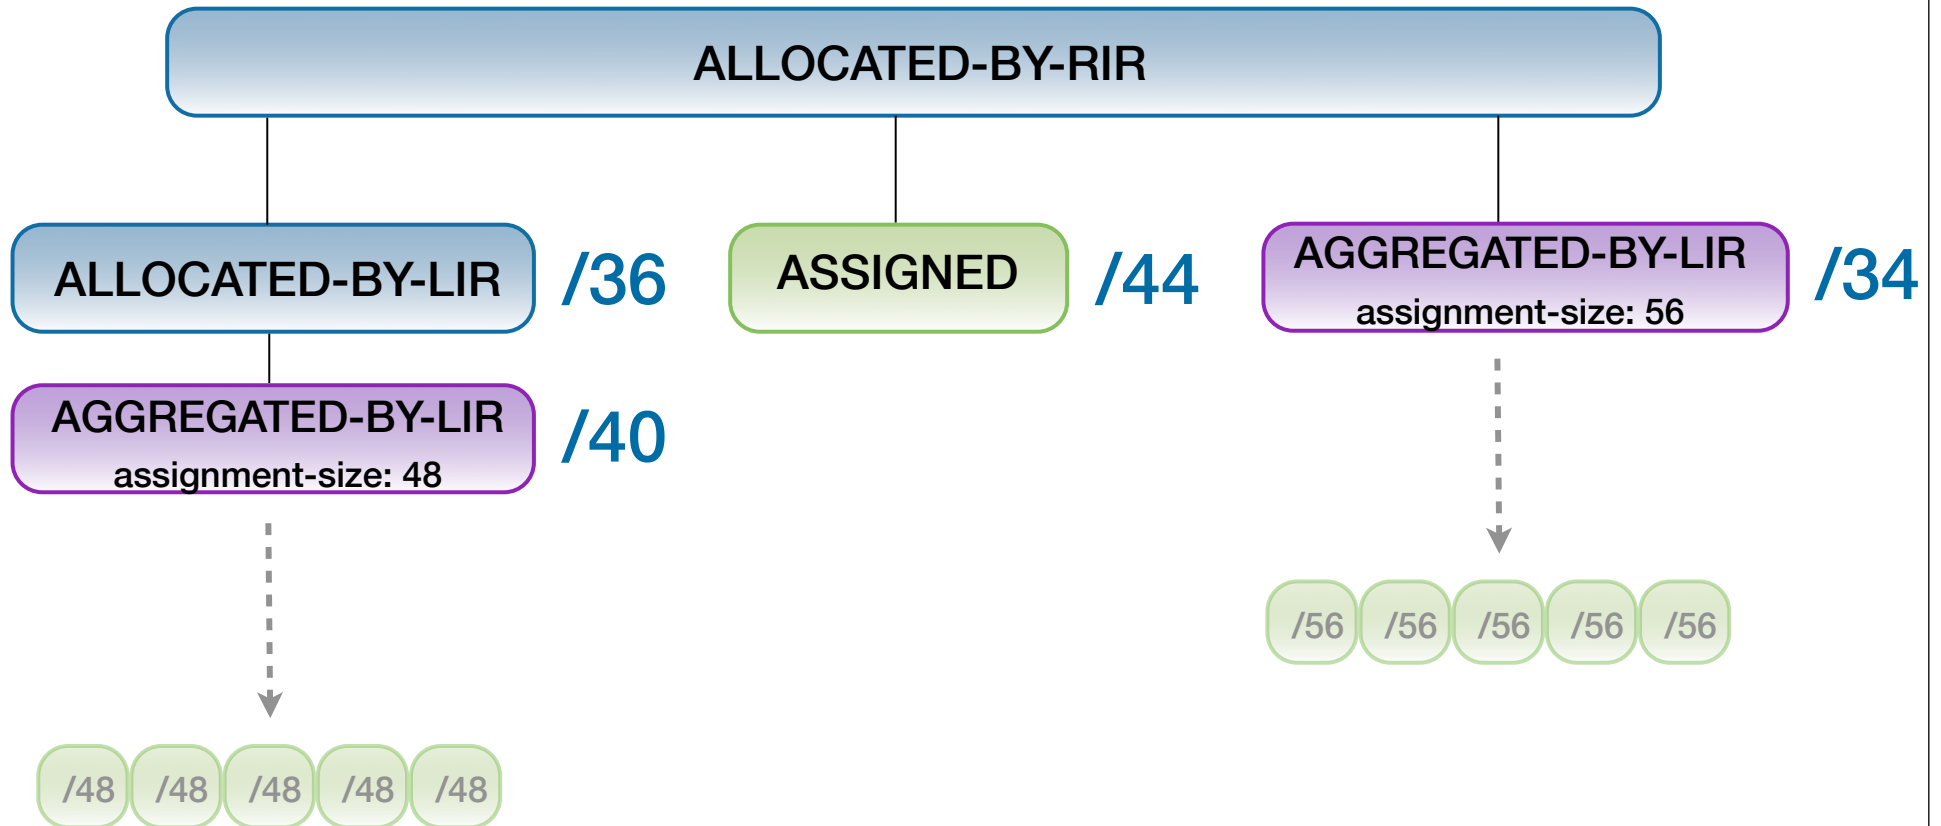 ALLOCATED-BY-RIR
ALLOCATED-BY-LIR
/36
ASSIGNED
/44
AGGREGATED-BY-LIR
assignment-size: 56
/34
AGGREGATED-BY-LIR
assignment-size: 48
/40
/56 /56 /56 /56 /56
/48 /48 /48 /48 /48